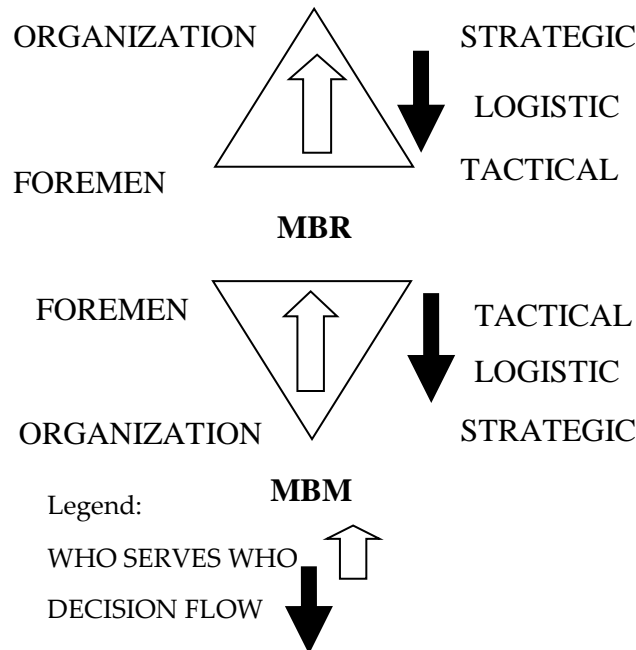 ORGANIZATION STRATEGIC
LOGISTIC
FOREMEN TACTICAL
MBR
FOREMEN TACTICAL
LOGISTIC
ORGANIZATION STRATEGIC
MBM
Legend:
WHO SERVES WHO
DECISION FLOW